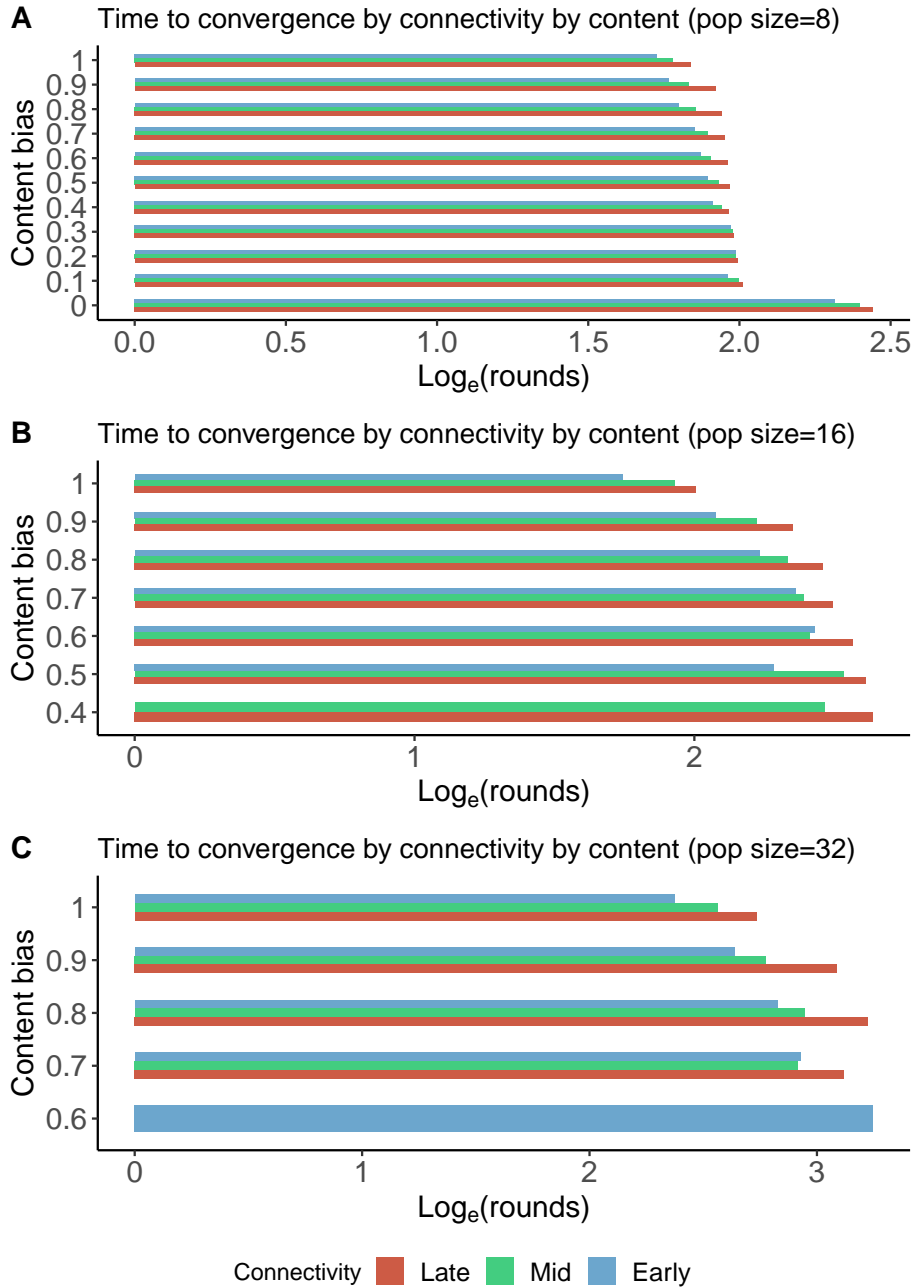 A Time to convergence by connectivity by content (pop size=8)
Content bias
1
0.9
0.8
0.7
0.6
0.5
0.4
0.3
0.2
0.1
0
0.0 0.5 1.0 1.5 2.0 2.5
Logₑ(rounds)
B Time to convergence by connectivity by content (pop size=16)
Content bias
1
0.9
0.8
0.7
0.6
0.5
0.4
0 1 2
Logₑ(rounds)
C Time to convergence by connectivity by content (pop size=32)
Content bias
1
0.9
0.8
0.7
0.6
0 1 2 3
Logₑ(rounds)
Connectivity Late Mid Early